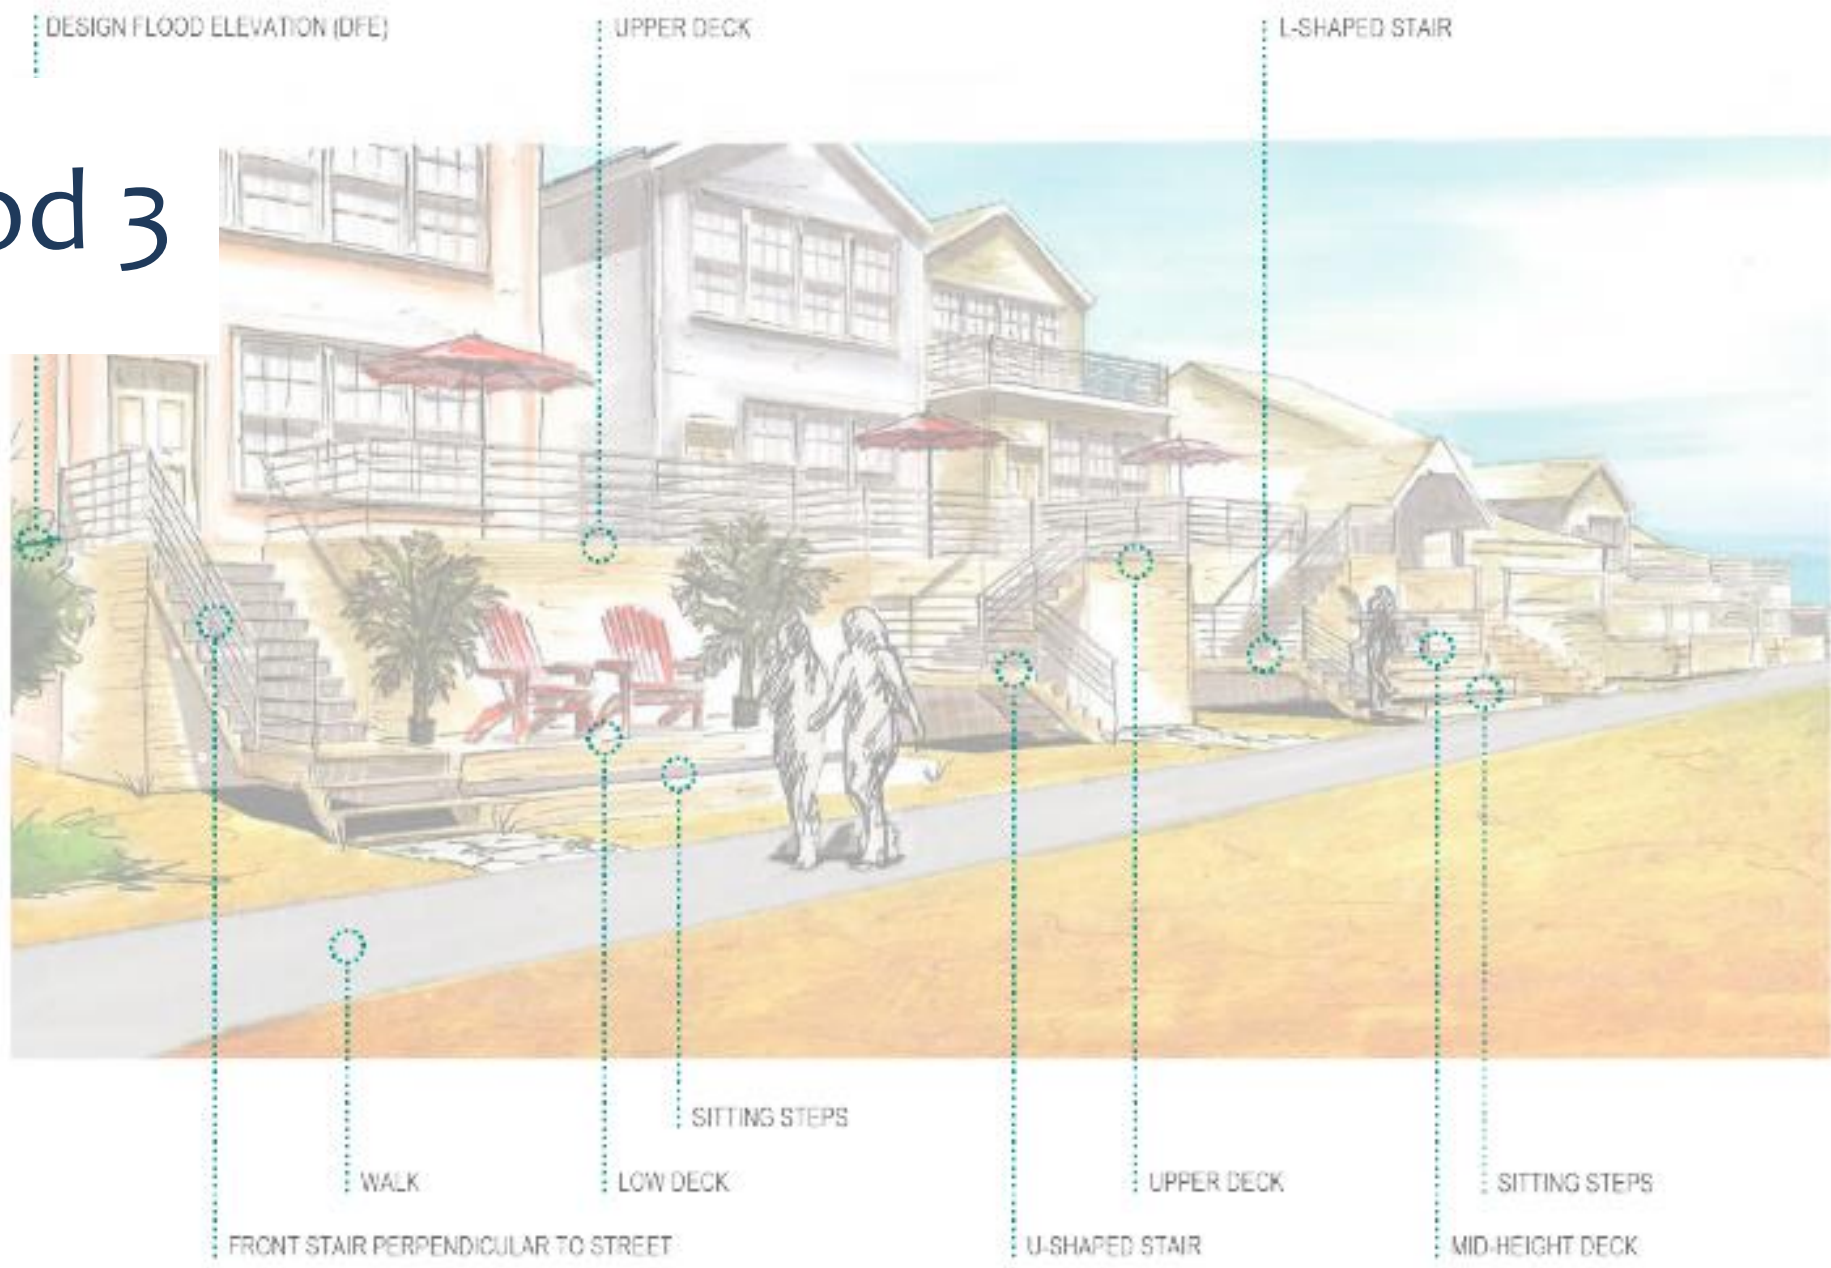 DESIGN FLOOD ELEVATION (DFE)
UPPER DECK
L-SHAPED STAIR
od 3
SITTING STEPS
WALK
LOW DECK
UPPER DECK
SITTING STEPS
FRONT STAIR PERPENDICULAR TO STREET
U-SHAPED STAIR
MID-HEIGHT DECK